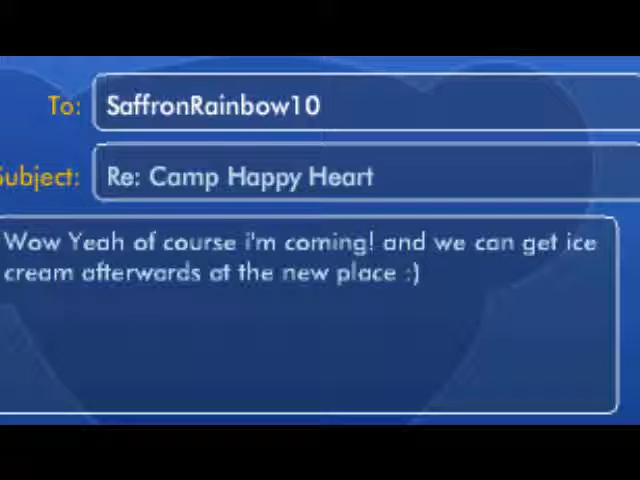 To: SaffronRainbow10
Subject: Re: Camp Happy Heart
Wow Yeah of course i'm coming! and we can get ice
cream afterwards at the new place :)